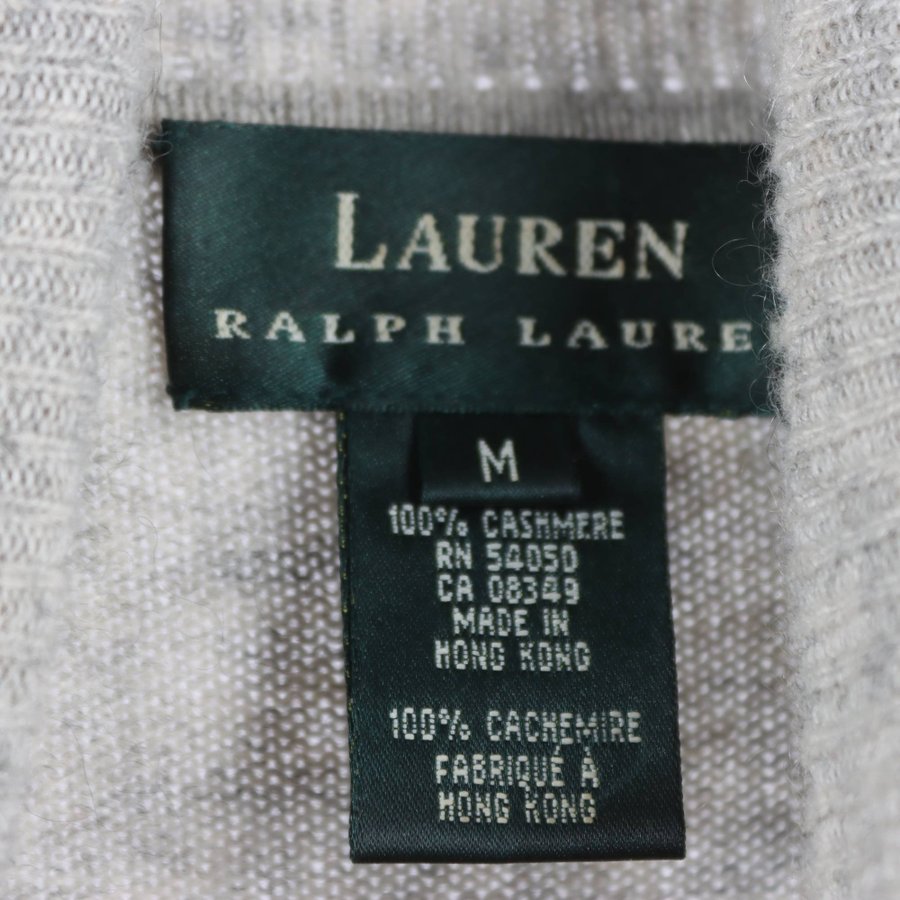 LAUREN
RALPH LAURE
M
100% CASHMERE
RN 54050
CA 08349
MADE IN
HONG KONG
100% CACHEMIRE
FABRIQUÉ À
HONG KONG